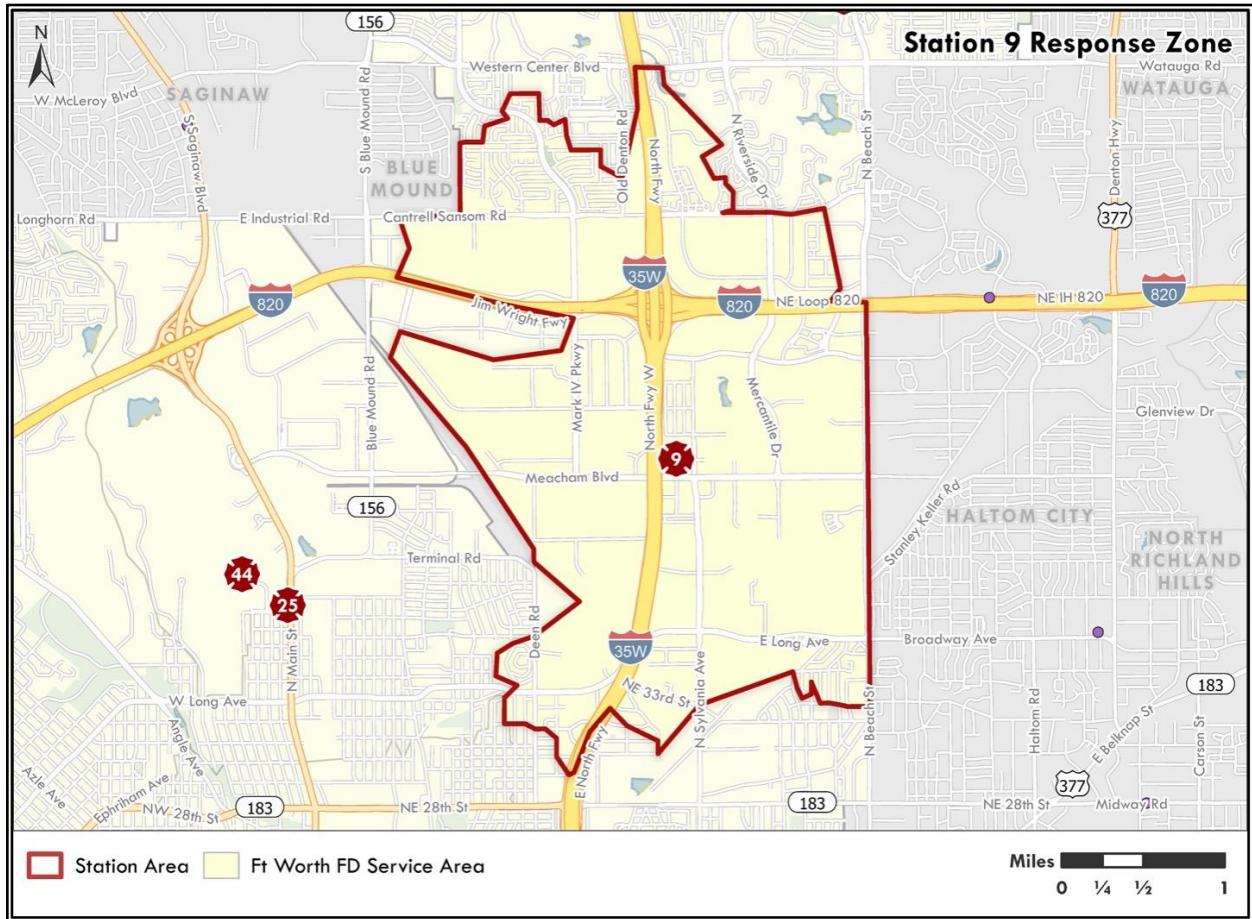 Station 9 Response Zone
N
156
Western Center Blvd
Watauga Rd
WATAUGA
W McLeroy Blvd
SAGINAW
S Saginaw Blvd
S Blue Mound Rd
BLUE
MOUND
Old Denton Rd
North Fwy
N Riverside Dr
N Beach St
Denton Hwy
377
Longhorn Rd
E Industrial Rd
Cantrell Sansom Rd
35W
820
Jim Wright Fwy
820
NE Loop 820
NE IH 820
820
Blue Mound Rd
Mark IV Pkwy
North Fwy W
Mercantile Dr
Glenview Dr
9
Meacham Blvd
156
Stanley Keller Rd
HALTOM CITY
NORTH
RICHLAND
HILLS
Terminal Rd
44
25
Deen Rd
N Main St
35W
E Long Ave
Broadway Ave
W Long Ave
NE 33rd St
N Sylvania Ave
N Beach St
183
Angle Ave
Haltom Rd
E Belknap St
Carson St
Azle Ave
Ephriham Ave
E North Fwy
377
NW 28th St
183
NE 28th St
183
NE 28th St
Midway Rd
Station Area
Ft Worth FD Service Area
Miles
0 ¼ ½ 1